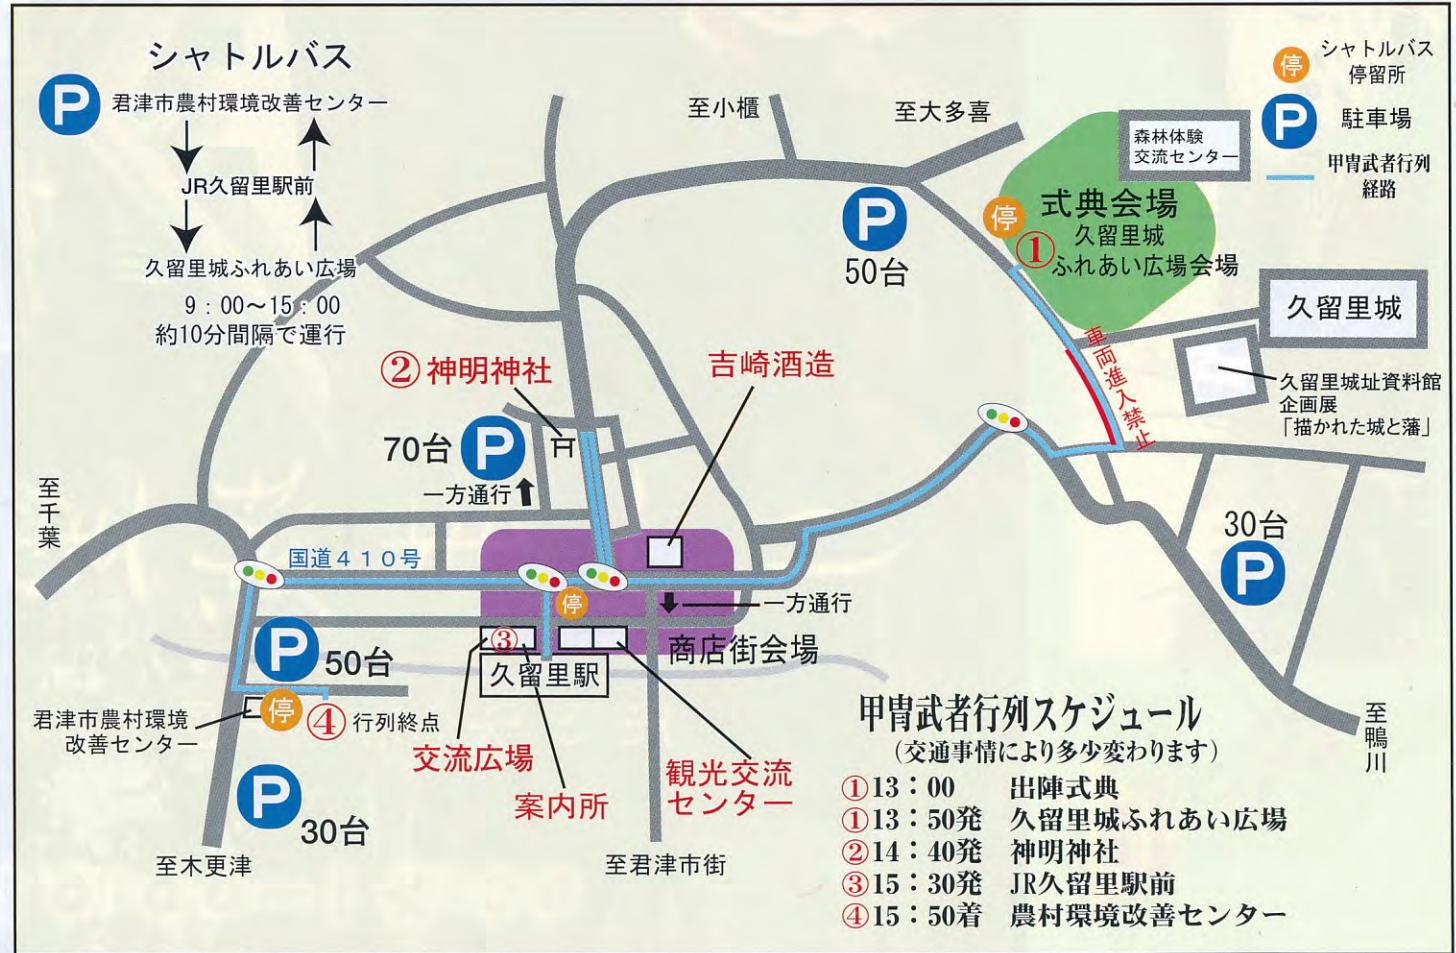 シャトルバス
P
君津市農村環境改善センター
JR久留里駅前
久留里城ふれあい広場
9：00～15：00
約10分間隔で運行
停
シャトルバス
停留所
P
駐車場
甲冑武者行列
経路
至小櫃
至大多喜
森林体験
交流センター
P
50台
停
①
式典会場
久留里城
ふれあい広場会場
久留里城
車両進入禁止
久留里城址資料館
企画展
「描かれた城と藩」
②神明神社
吉崎酒造
70台
P
一方通行
至千葉
国道410号
停
一方通行
30台
P
③
商店街会場
久留里駅
P
50台
君津市農村環境
改善センター
停
④行列終点
交流広場
案内所
観光交流
センター
P
30台
至木更津
至君津市街
至鴨川
甲冑武者行列スケジュール
（交通事情により多少変わります）
①13：00 出陣式典
①13：50発 久留里城ふれあい広場
②14：40発 神明神社
③15：30発 JR久留里駅前
④15：50着 農村環境改善センター